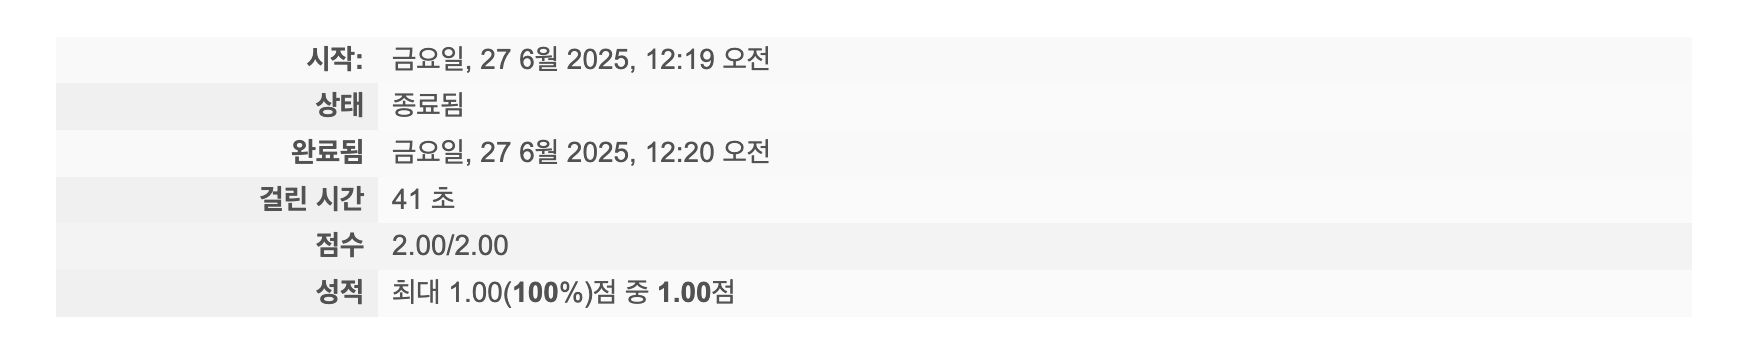 시작: 금요일, 27 6월 2025, 12:19 오전
상태 종료됨
완료됨 금요일, 27 6월 2025, 12:20 오전
걸린 시간 41 초
점수 2.00/2.00
성적 최대 1.00(100%)점 중 1.00점